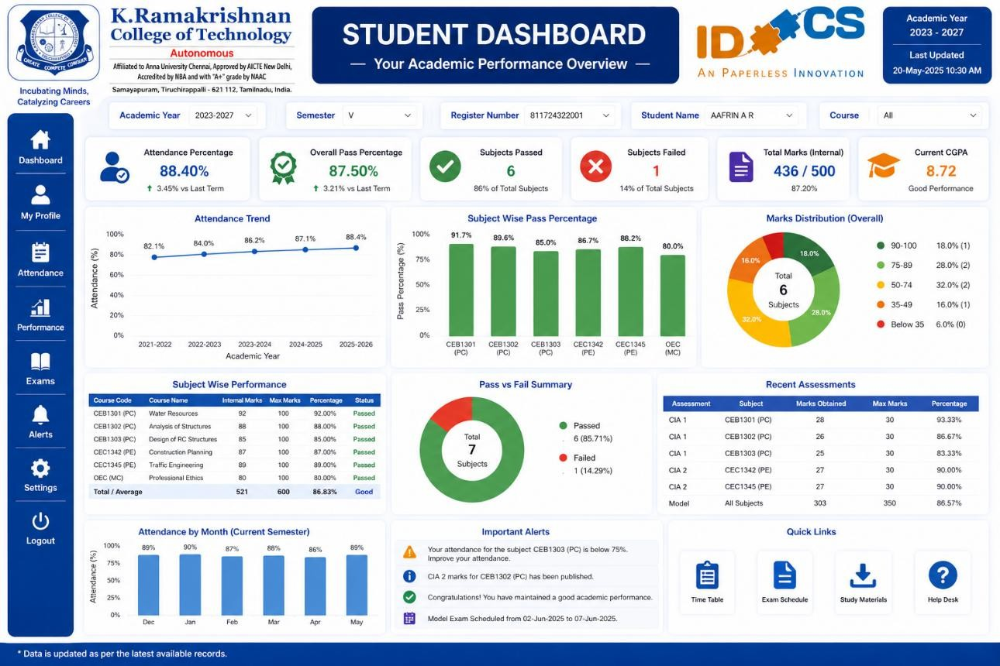 K.Ramakrishnan
College of Technology
Autonomous
Affiliated to Anna University Chennai, Approved by AICTE New Delhi,
Accredited by NBA and with "A+" grade by NAAC
Samayapuram, Tiruchirappalli - 621 112, Tamilnadu, India.
CREATE COMPETE CONQUER
Incubating Minds,
Catalyzing Careers
STUDENT DASHBOARD
— Your Academic Performance Overview —
ID CS
AN PAPERLESS INNOVATION
Academic Year
2023 - 2027
Last Updated
20-May-2025 10:30 AM
Academic Year 2023-2027
Semester V
Register Number 811724322001
Student Name AAFRIN A R
Course All
Dashboard
My Profile
Attendance
Performance
Exams
Alerts
Settings
Logout
Attendance Percentage
88.40%
3.45% vs Last Term
Overall Pass Percentage
87.50%
3.21% vs Last Term
Subjects Passed
6
86% of Total Subjects
Subjects Failed
1
14% of Total Subjects
Total Marks (Internal)
436 / 500
87.20%
Current CGPA
8.72
Good Performance
Attendance Trend
Attendance (%)
100%
80%
60%
40%
20%
0%
82.1% 84.0% 86.2% 87.1% 88.4%
2021-2022 2022-2023 2023-2024 2024-2025 2025-2026
Academic Year
Subject Wise Pass Percentage
Pass Percentage (%)
100%
75%
50%
25%
0%
91.7% 89.6% 85.0% 86.7% 88.2% 80.0%
CEB1301 CEB1302 CEB1303 CEC1342 CEC1345 OEC
(PC) (PC) (PC) (PE) (PE) (MC)
Marks Distribution (Overall)
18.0%
28.0%
32.0%
16.0%
Total
6
Subjects
90-100 18.0% (1)
75-89 28.0% (2)
50-74 32.0% (2)
35-49 16.0% (1)
Below 35 6.0% (0)
Subject Wise Performance
Course Code Course Name Internal Marks Max Marks Percentage Status
CEB1301 (PC) Water Resources 92 100 92.00% Passed
CEB1302 (PC) Analysis of Structures 88 100 88.00% Passed
CEB1303 (PC) Design of RC Structures 85 100 85.00% Passed
CEC1342 (PE) Construction Planning 87 100 87.00% Passed
CEC1345 (PE) Traffic Engineering 89 100 89.00% Passed
OEC (MC) Professional Ethics 80 100 80.00% Passed
Total / Average 521 600 86.83% Good
Pass vs Fail Summary
Total
7
Subjects
Passed
6 (85.71%)
Failed
1 (14.29%)
Recent Assessments
Assessment Subject Marks Obtained Max Marks Percentage
CIA 1 CEB1301 (PC) 28 30 93.33%
CIA 1 CEB1302 (PC) 26 30 86.67%
CIA 1 CEB1303 (PC) 25 30 83.33%
CIA 2 CEC1342 (PE) 27 30 90.00%
CIA 2 CEC1345 (PE) 27 30 90.00%
Model All Subjects 303 350 86.57%
Attendance by Month (Current Semester)
Attendance (%)
100%
75%
50%
25%
0%
89% 90% 87% 88% 86% 89%
Dec Jan Feb Mar Apr May
Important Alerts
Your attendance for the subject CEB1303 (PC) is below 75%.
Improve your attendance.
CIA 2 marks for CEB1302 (PC) has been published.
Congratulations! You have maintained a good academic performance.
Model Exam Scheduled from 02-Jun-2025 to 07-Jun-2025.
Quick Links
Time Table
Exam Schedule
Study Materials
Help Desk
* Data is updated as per the latest available records.